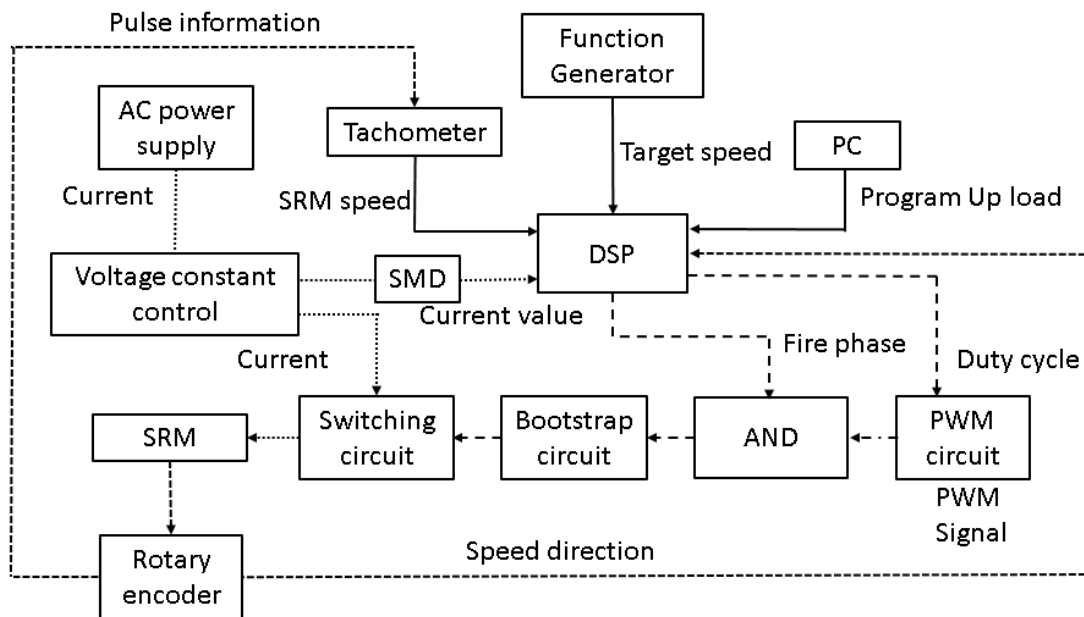 Pulse information
Function
Generator
AC power
supply
Tachometer
Target speed
PC
Current
SRM speed
Program Up load
DSP
Voltage constant
control
SMD
Current value
Current
Fire phase
Duty cycle
SRM
Switching
circuit
Bootstrap
circuit
AND
PWM
circuit
PWM
Signal
Speed direction
Rotary
encoder